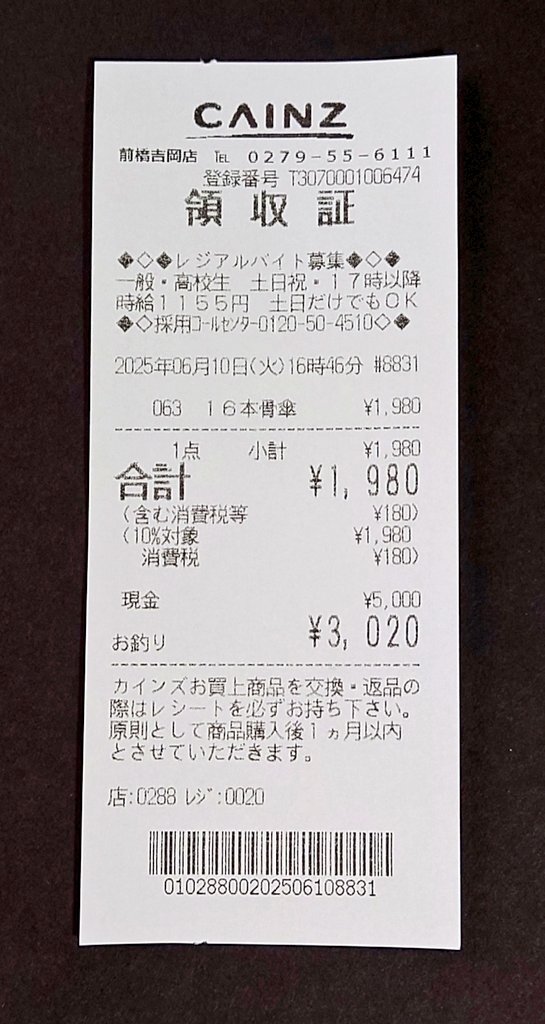 CAINZ
前橋吉岡店 ℡ 0279-55-6111
登録番号 T3070001006474
領収証
◆◇◆レジアルバイト募集◆◇◆
一般・高校生 土日祝・17時以降
時給1155円 土日だけでもOK
◆◇採用ｺｰﾙｾﾝﾀｰ0120-50-4510◇◆
2025年06月10日(火)16時46分 #8831
063 16本骨傘 ¥1,980
1点 小計 ¥1,980
合計 ¥1,980
(含む消費税等 ¥180)
(10%対象 ¥1,980
消費税 ¥180)
現金 ¥5,000
お釣り ¥3,020
カインズお買上商品を交換・返品の
際はレシートを必ずお持ち下さい。
原則として商品購入後1ヵ月以内
とさせていただきます。
店:0288 ﾚｼﾞ:0020
01028800202506108831